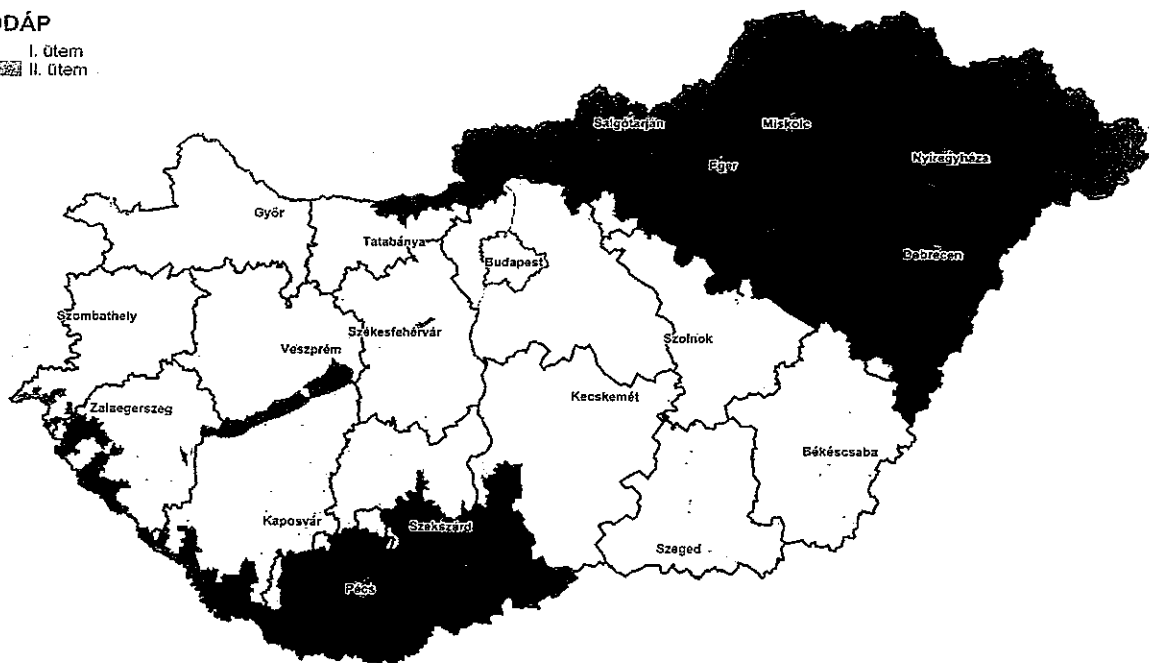 I. ütem
II. ütem
Salgótarján
Miskolc
Eger
Nyíregyháza
Győr
Tatabánya
Budapest
Debrecen
Szombathely
Székesfehérvár
Veszprém
Szolnok
Zalaegerszeg
Kecskemét
Békéscsaba
Kaposvár
Szekszárd
Szeged
Pécs